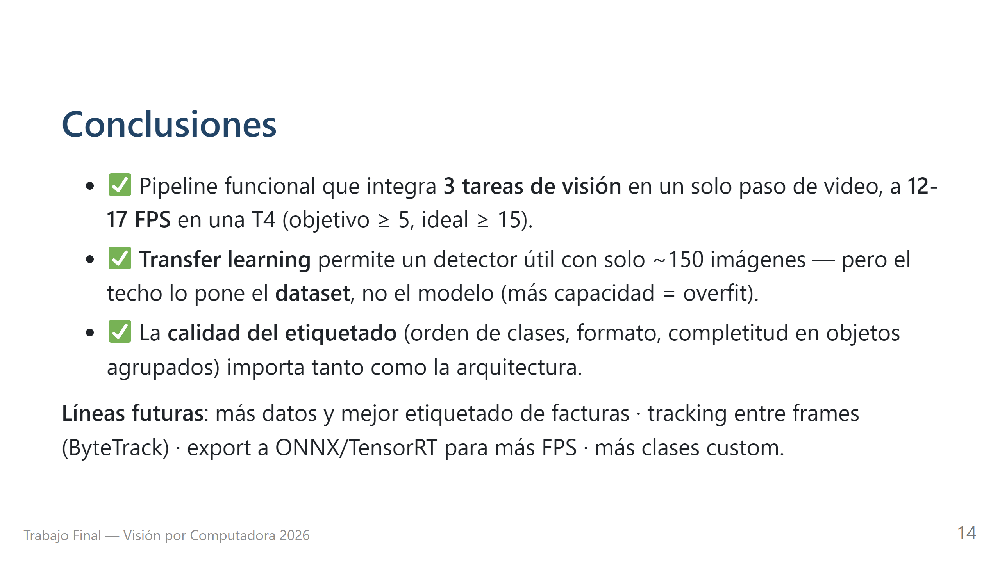 Conclusiones
• ✅ Pipeline funcional que integra 3 tareas de visión en un solo paso de video, a 12-
17 FPS en una T4 (objetivo ≥ 5, ideal ≥ 15).
• ✅ Transfer learning permite un detector útil con solo ~150 imágenes — pero el
techo lo pone el dataset, no el modelo (más capacidad = overfit).
• ✅ La calidad del etiquetado (orden de clases, formato, completitud en objetos
agrupados) importa tanto como la arquitectura.
Líneas futuras: más datos y mejor etiquetado de facturas · tracking entre frames
(ByteTrack) · export a ONNX/TensorRT para más FPS · más clases custom.
Trabajo Final — Visión por Computadora 2026
14